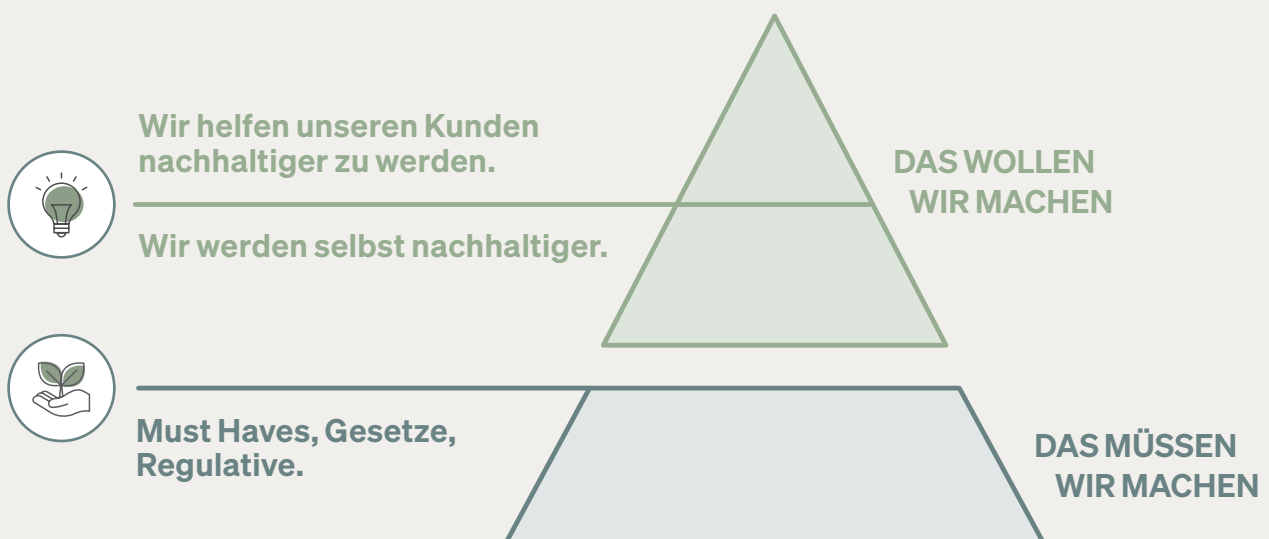 Wir helfen unseren Kunden
nachhaltiger zu werden.
DAS WOLLEN
WIR MACHEN
Wir werden selbst nachhaltiger.
Must Haves, Gesetze,
Regulative.
DAS MÜSSEN
WIR MACHEN